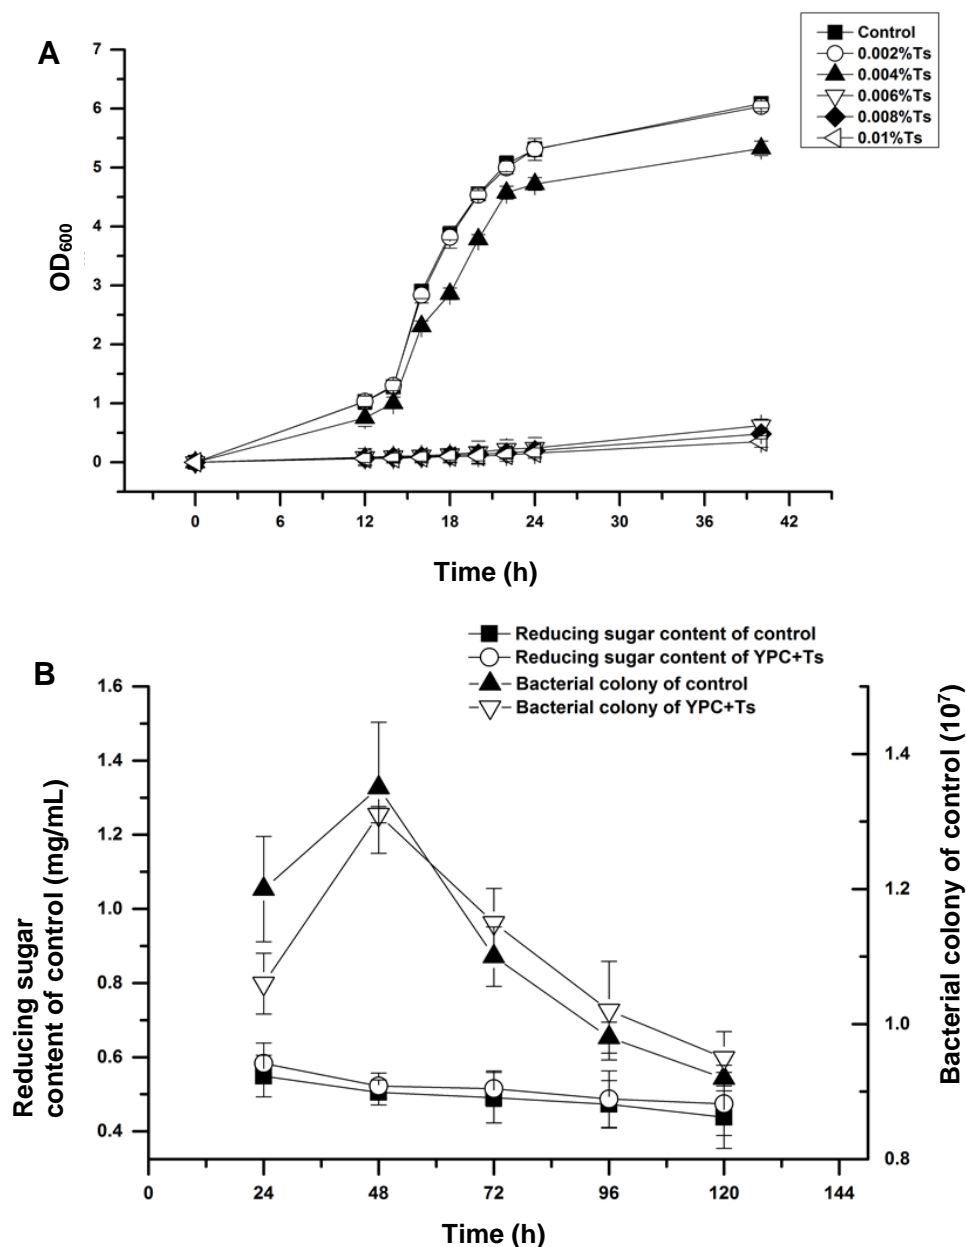 A
Control
0.002%Ts
0.004%Ts
0.006%Ts
0.008%Ts
0.01%Ts
7
6
5
4
3
2
1
0
OD600
0 6 12 18 24 30 36 42
Time (h)
B
Reducing sugar content of control
Reducing sugar content of YPC+Ts
Bacterial colony of control
Bacterial colony of YPC+Ts
1.6
1.4
1.2
1.0
0.8
0.6
0.4
Reducing sugar
content of control (mg/mL)
1.4
1.2
1.0
0.8
Bacterial colony of control (10⁷)
0 24 48 72 96 120 144
Time (h)